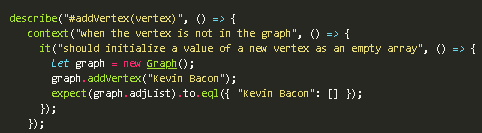 describe("#addVertex(vertex)", () => {
context("when the vertex is not in the graph", () => {
it("should initialize a value of a new vertex as an empty array", () => {
Let graph = new Graph();
graph.addVertex("Kevin Bacon");
expect(graph.adjList).to.eql({ "Kevin Bacon": [] });
});
});